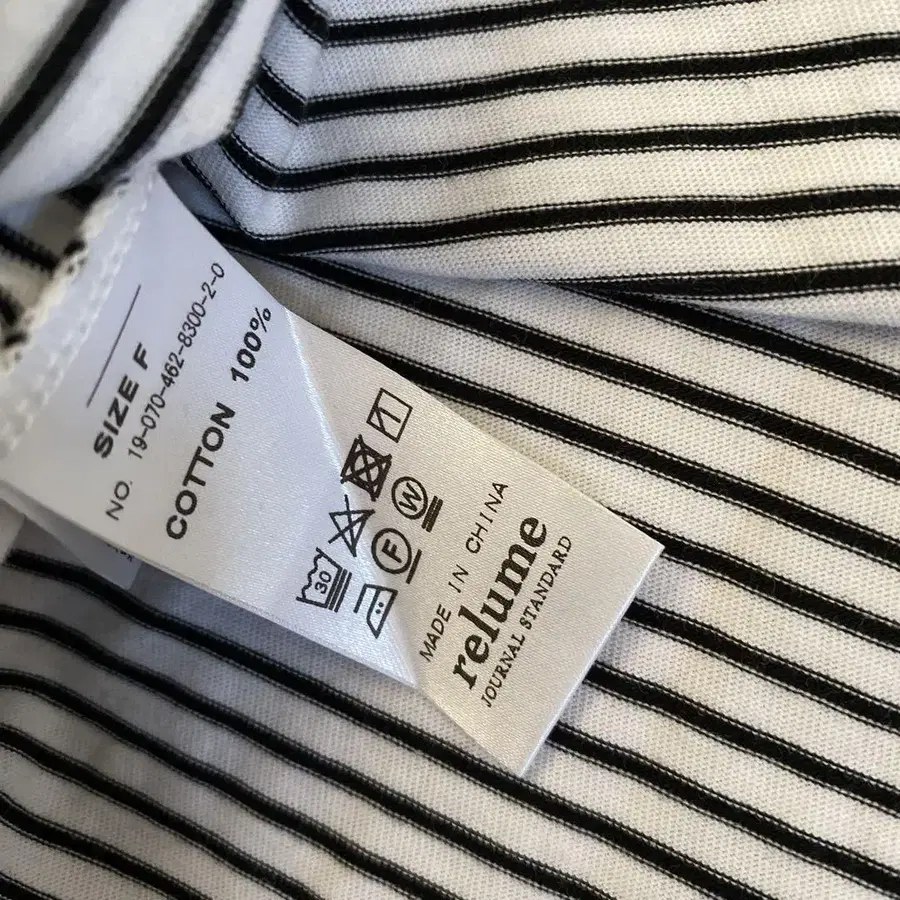 SIZE F
NO. 19-070-462-8300-2-0
COTTON 100%
30
F
W
MADE IN CHINA
relume
JOURNAL STANDARD